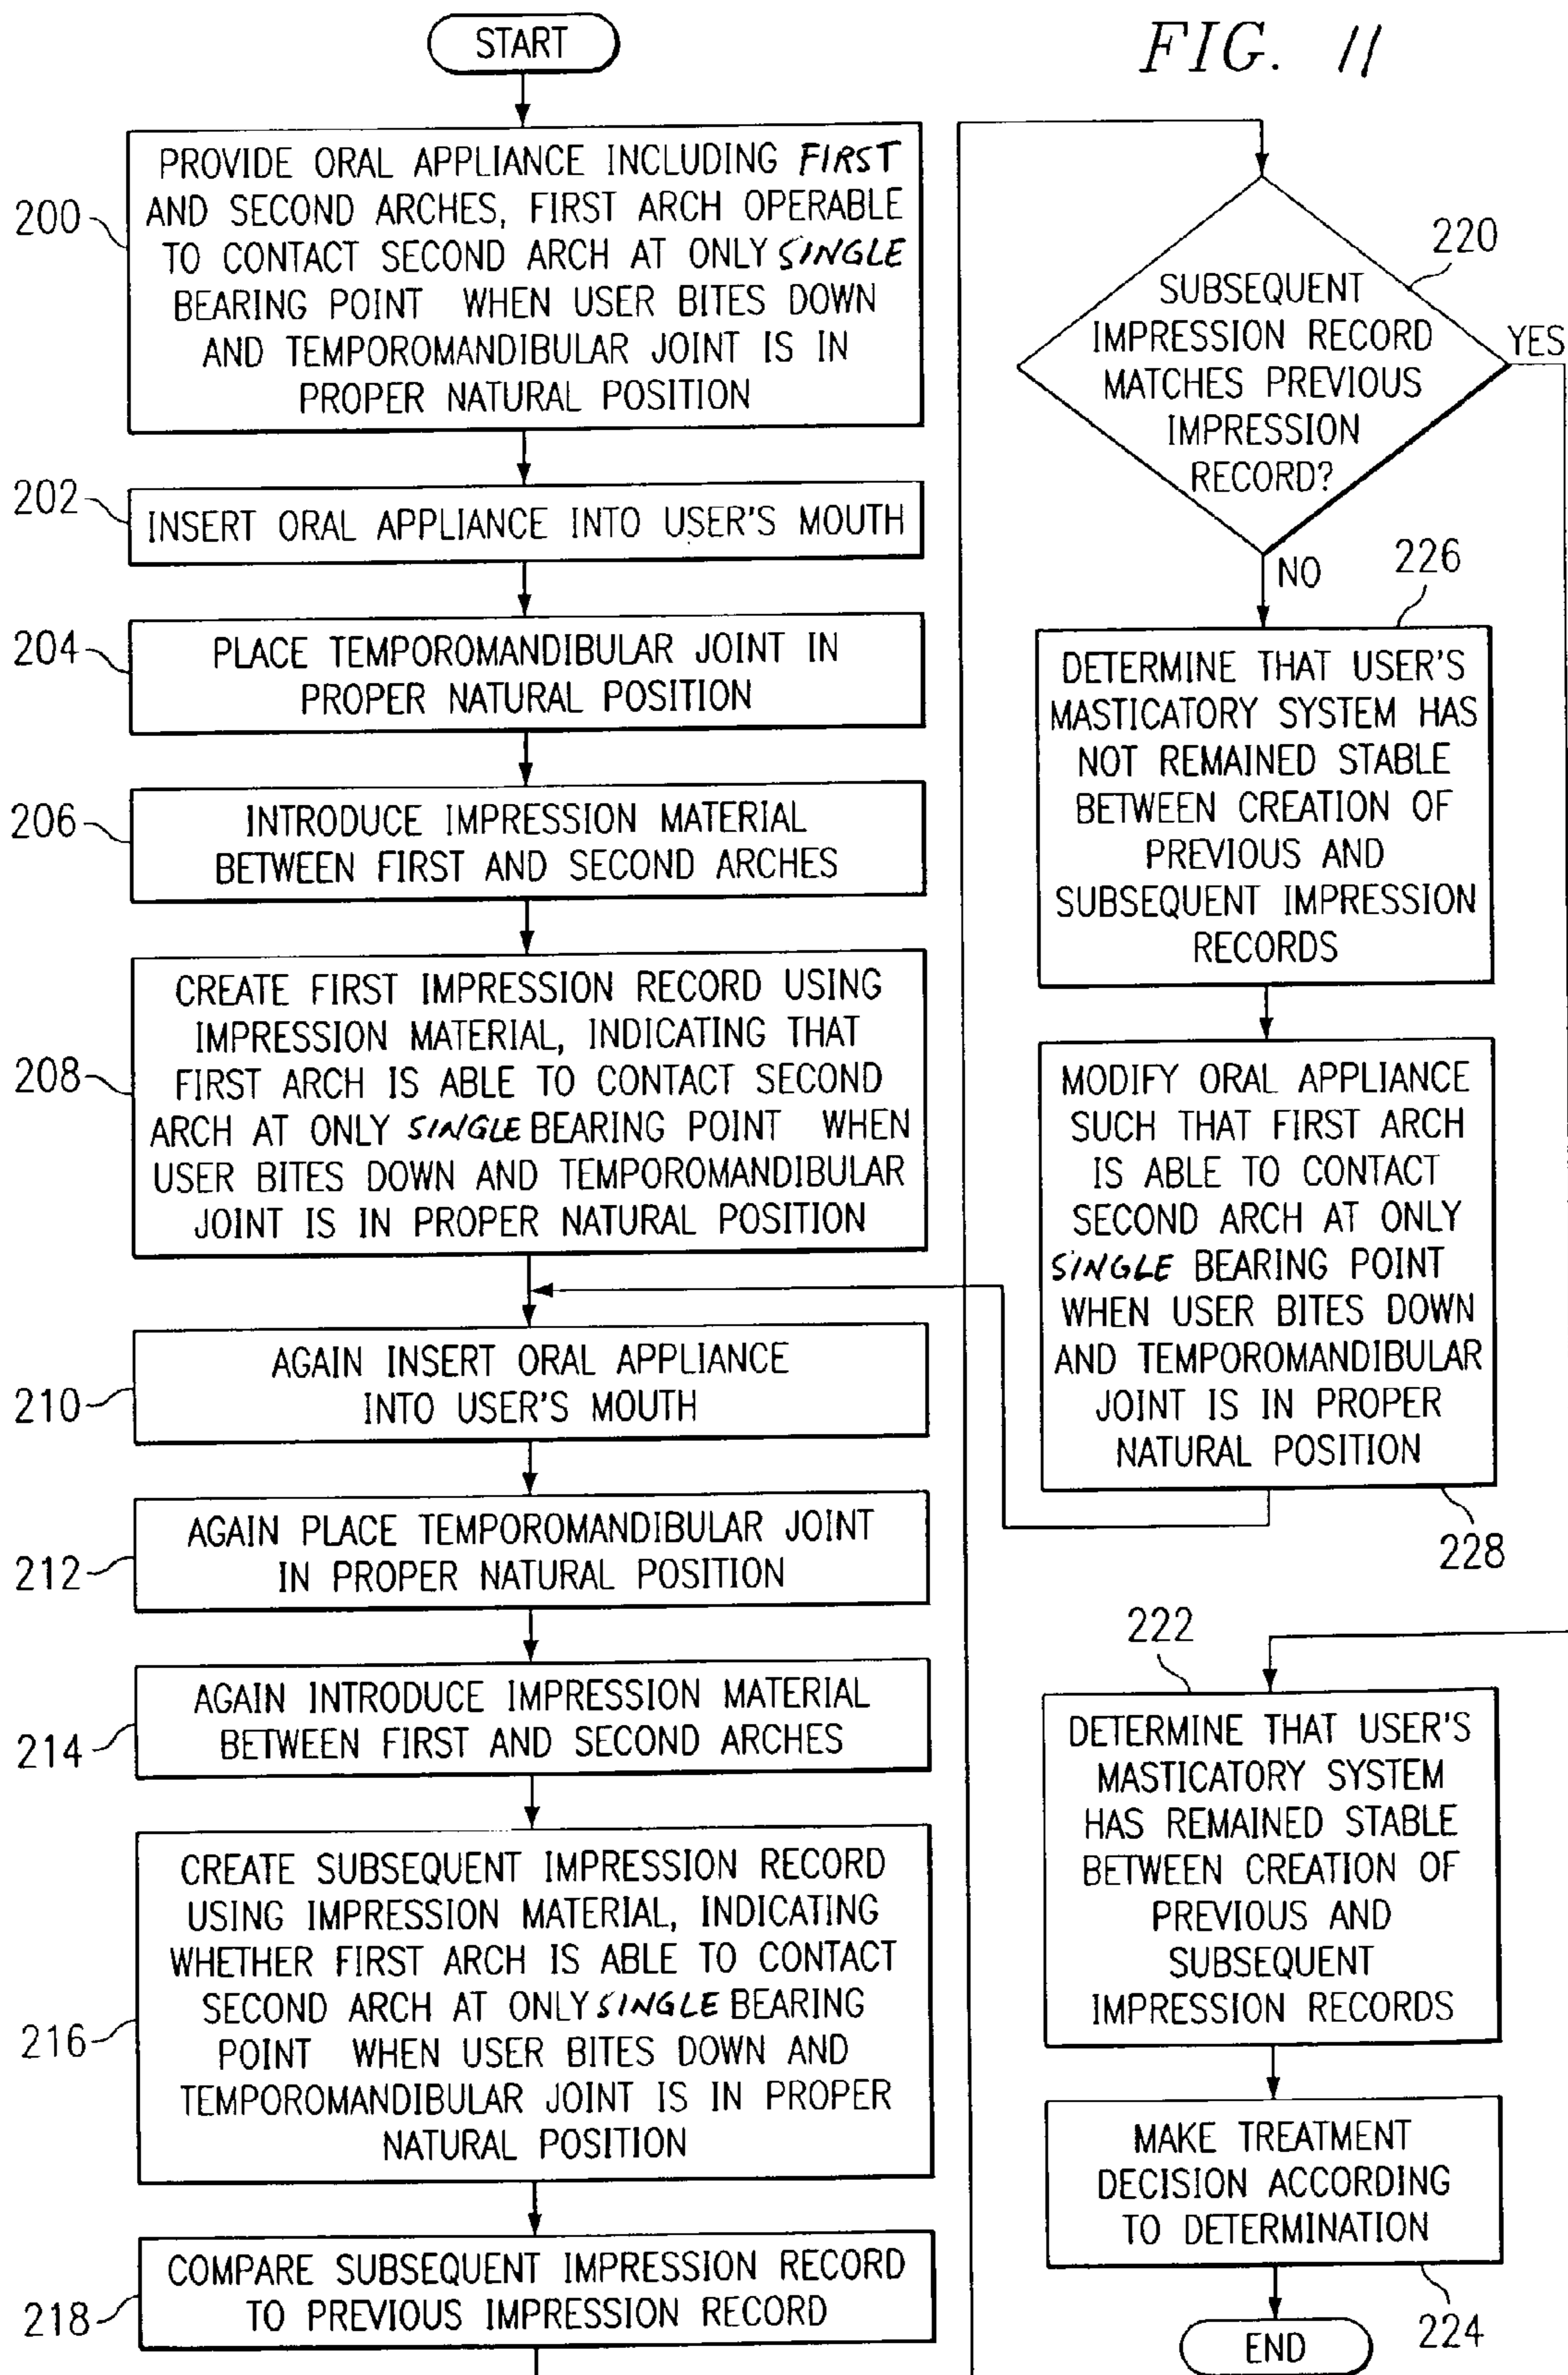 FIG. 11
START
200
PROVIDE ORAL APPLIANCE INCLUDING FIRST
AND SECOND ARCHES, FIRST ARCH OPERABLE
TO CONTACT SECOND ARCH AT ONLY SINGLE
BEARING POINT WHEN USER BITES DOWN
AND TEMPOROMANDIBULAR JOINT IS IN
PROPER NATURAL POSITION
202
INSERT ORAL APPLIANCE INTO USER'S MOUTH
204
PLACE TEMPOROMANDIBULAR JOINT IN
PROPER NATURAL POSITION
206
INTRODUCE IMPRESSION MATERIAL
BETWEEN FIRST AND SECOND ARCHES
208
CREATE FIRST IMPRESSION RECORD USING
IMPRESSION MATERIAL, INDICATING THAT
FIRST ARCH IS ABLE TO CONTACT SECOND
ARCH AT ONLY SINGLE BEARING POINT WHEN
USER BITES DOWN AND TEMPOROMANDIBULAR
JOINT IS IN PROPER NATURAL POSITION
210
AGAIN INSERT ORAL APPLIANCE
INTO USER'S MOUTH
212
AGAIN PLACE TEMPOROMANDIBULAR JOINT
IN PROPER NATURAL POSITION
214
AGAIN INTRODUCE IMPRESSION MATERIAL
BETWEEN FIRST AND SECOND ARCHES
216
CREATE SUBSEQUENT IMPRESSION RECORD
USING IMPRESSION MATERIAL, INDICATING
WHETHER FIRST ARCH IS ABLE TO CONTACT
SECOND ARCH AT ONLY SINGLE BEARING
POINT WHEN USER BITES DOWN AND
TEMPOROMANDIBULAR JOINT IS IN PROPER
NATURAL POSITION
218
COMPARE SUBSEQUENT IMPRESSION RECORD
TO PREVIOUS IMPRESSION RECORD
220
SUBSEQUENT
IMPRESSION RECORD
MATCHES PREVIOUS
IMPRESSION
RECORD?
YES
NO
226
DETERMINE THAT USER'S
MASTICATORY SYSTEM HAS
NOT REMAINED STABLE
BETWEEN CREATION OF
PREVIOUS AND
SUBSEQUENT IMPRESSION
RECORDS
MODIFY ORAL APPLIANCE
SUCH THAT FIRST ARCH
IS ABLE TO CONTACT
SECOND ARCH AT ONLY
SINGLE BEARING POINT
WHEN USER BITES DOWN
AND TEMPOROMANDIBULAR
JOINT IS IN PROPER
NATURAL POSITION
228
222
DETERMINE THAT USER'S
MASTICATORY SYSTEM
HAS REMAINED STABLE
BETWEEN CREATION OF
PREVIOUS AND
SUBSEQUENT
IMPRESSION RECORDS
MAKE TREATMENT
DECISION ACCORDING
TO DETERMINATION
224
END